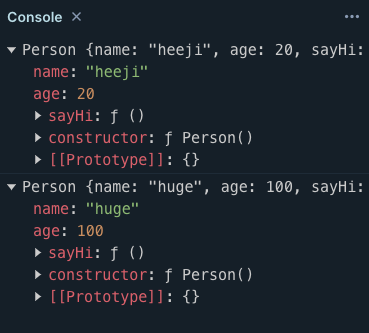 Console
Person {name: "heeji", age: 20, sayHi:
name: "heeji"
age: 20
sayHi: ƒ ()
constructor: ƒ Person()
[[Prototype]]: {}
Person {name: "huge", age: 100, sayHi:
name: "huge"
age: 100
sayHi: ƒ ()
constructor: ƒ Person()
[[Prototype]]: {}